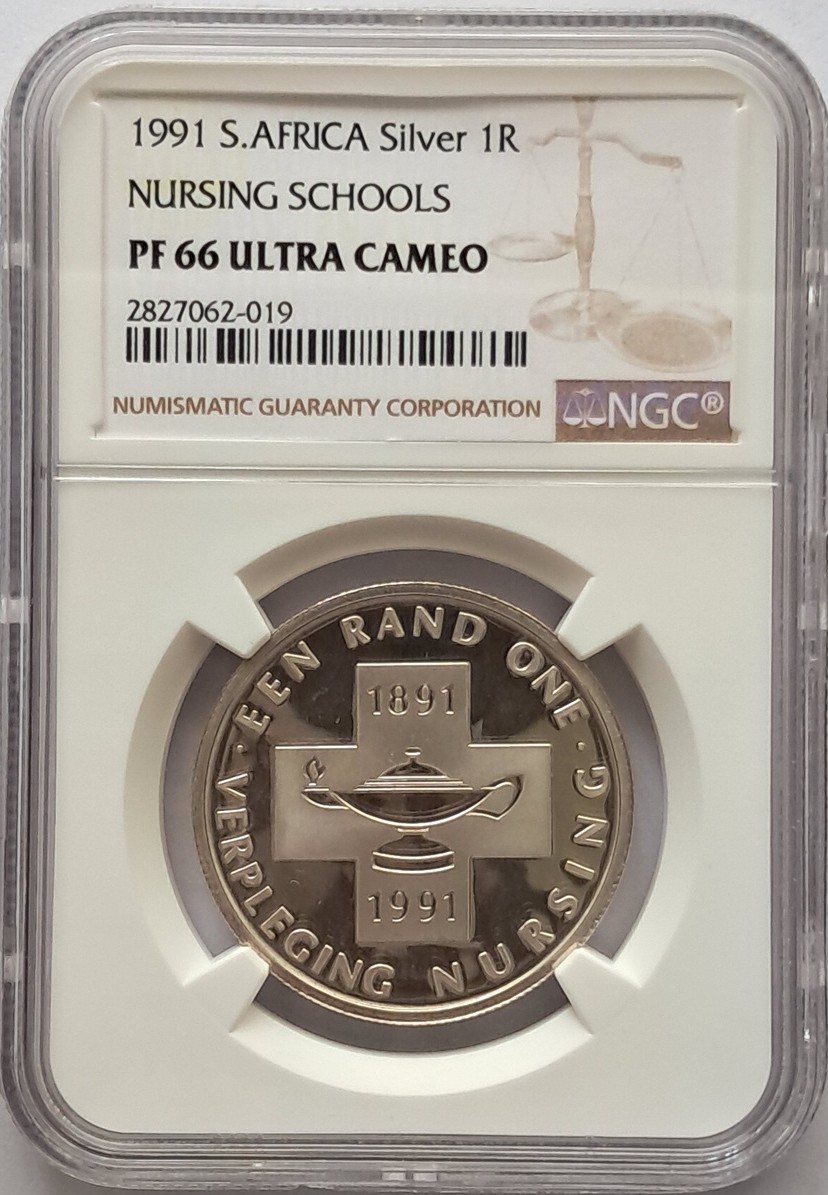 1991 S.AFRICA Silver 1R
NURSING SCHOOLS
PF 66 ULTRA CAMEO
2827062-019
NUMISMATIC GUARANTY CORPORATION NGC®
EEN RAND ONE
1891
1991
· VERPLEGING NURSING ·